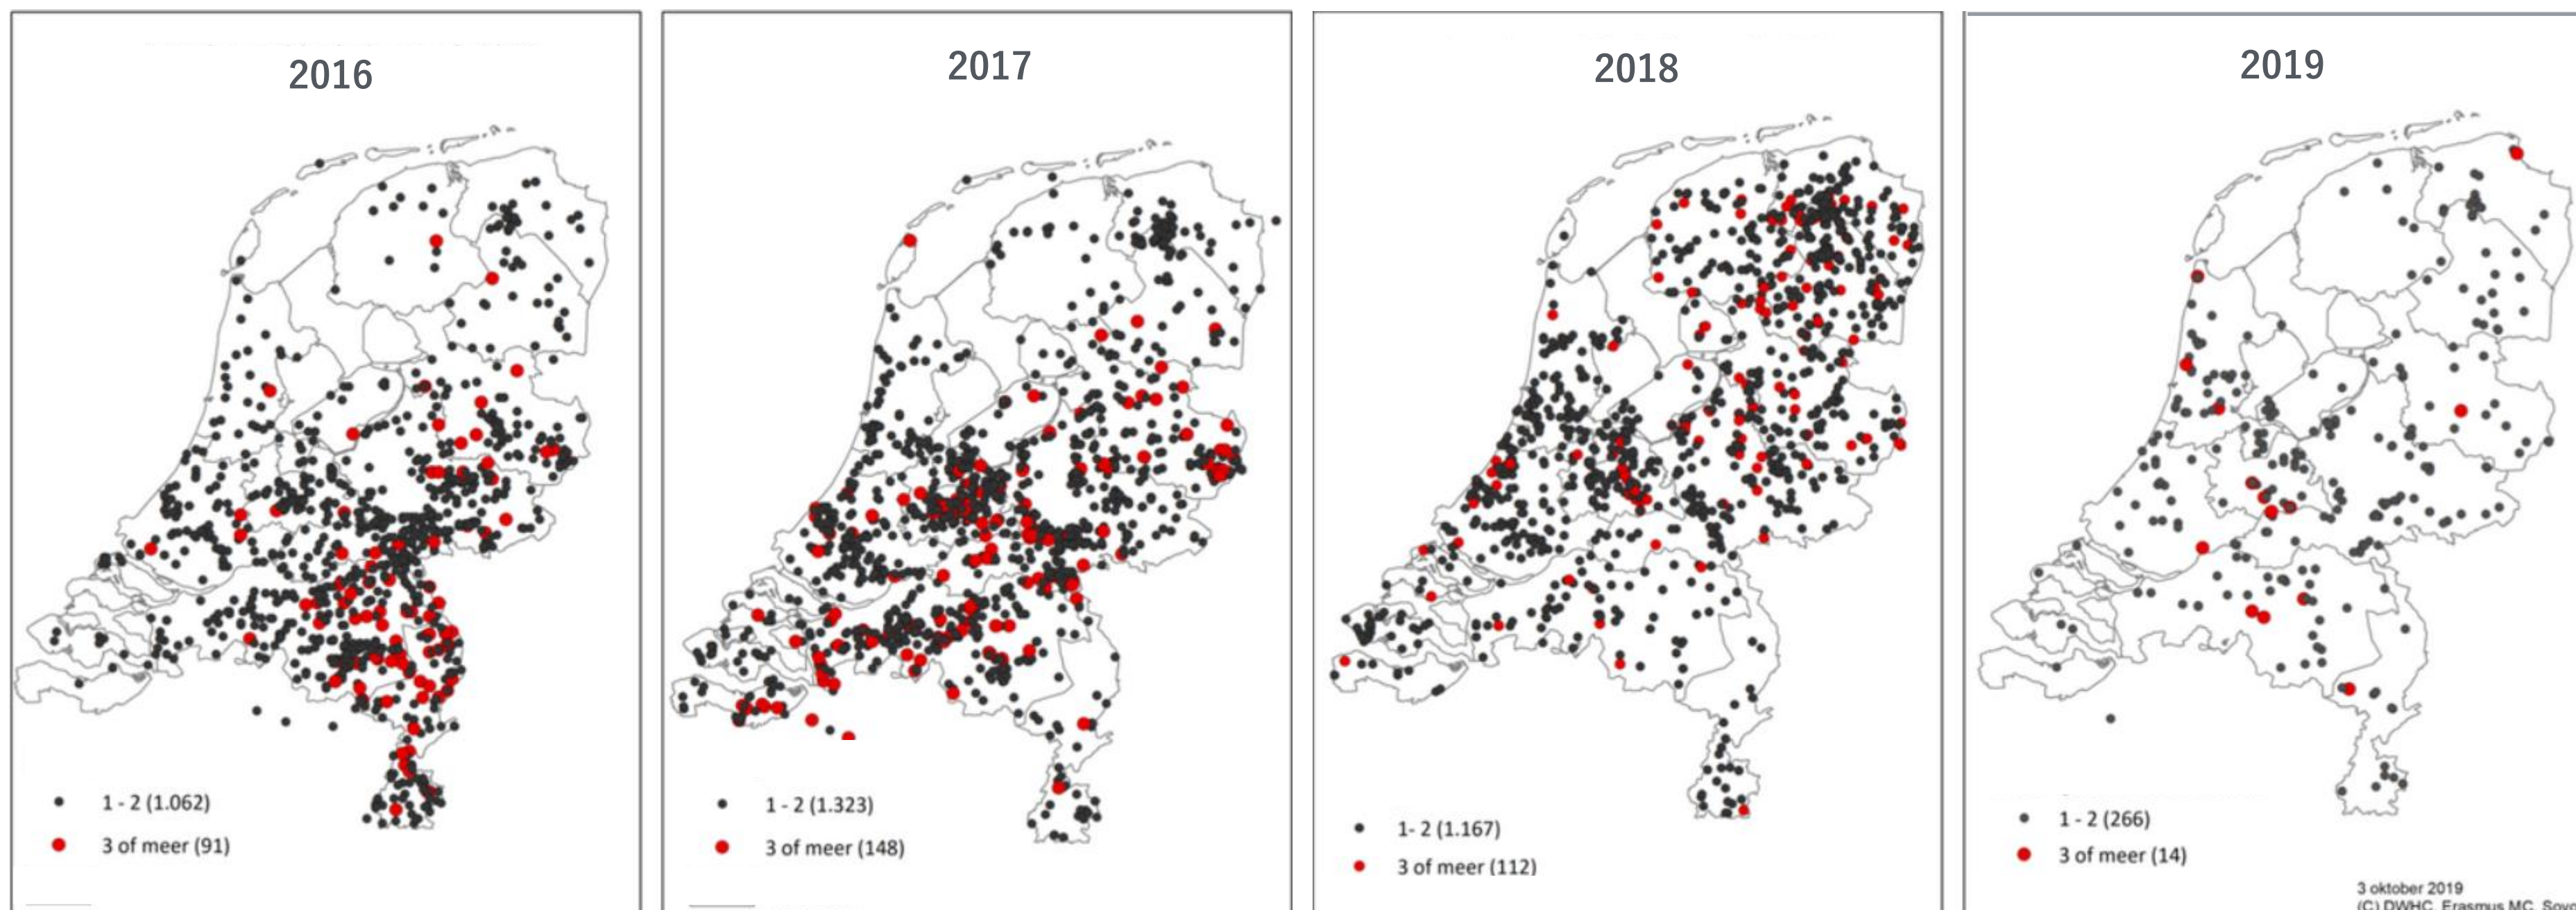 2016
1 - 2 (1.062)
3 of meer (91)
2017
1 - 2 (1.323)
3 of meer (148)
2018
1- 2 (1.167)
3 of meer (112)
2019
1 - 2 (266)
3 of meer (14)
3 oktober 2019
(C) DWHC, Erasmus MC,